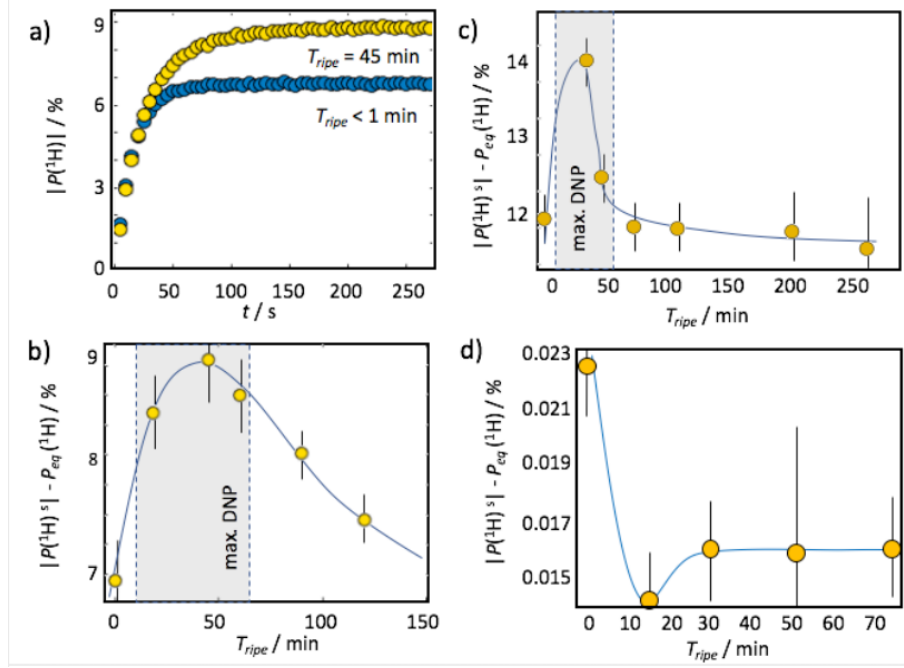 a)
|P(¹H)| / %
9
6
3
0
T_ripe = 45 min
T_ripe < 1 min
0 50 100 150 200 250
t / s
c)
|P(¹H)ˢ| - P_eq(¹H) / %
14
13
12
max. DNP
0 50 100 150 200 250
T_ripe / min
b)
|P(¹H)ˢ| - P_eq(¹H) / %
9
8
7
max. DNP
0 50 100 150
T_ripe / min
d)
|P(¹H)ˢ| - P_eq(¹H) / %
0.023
0.021
0.019
0.016
0.015
0 10 20 30 40 50 60 70
T_ripe / min